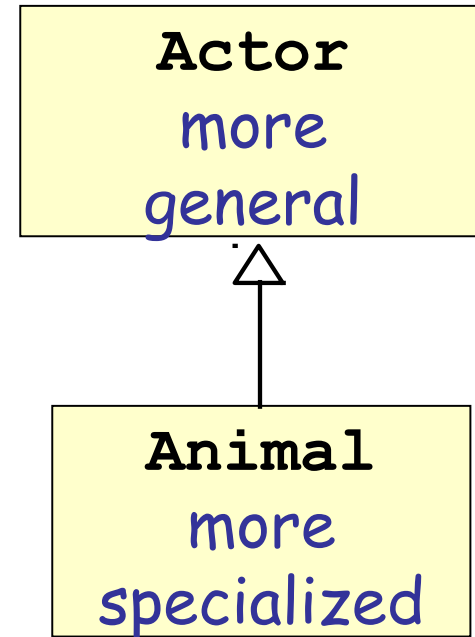 Actor
more
general
Animal
more
specialized